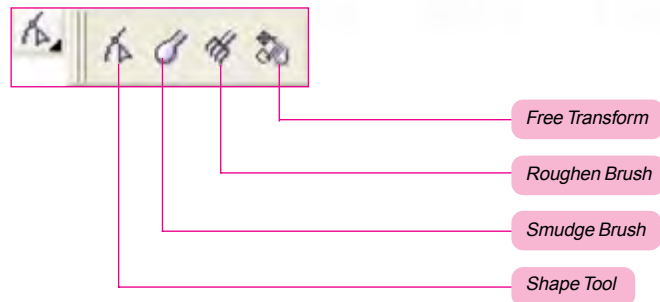 Free Transform
Roughen Brush
Smudge Brush
Shape Tool